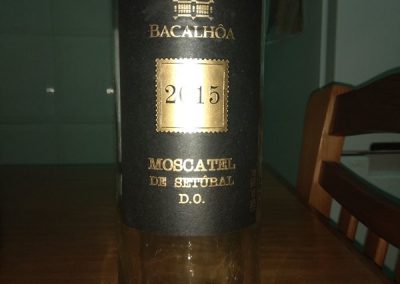 BACALHÔA
2015
MOSCATEL
DE SETÚBAL
D.O.